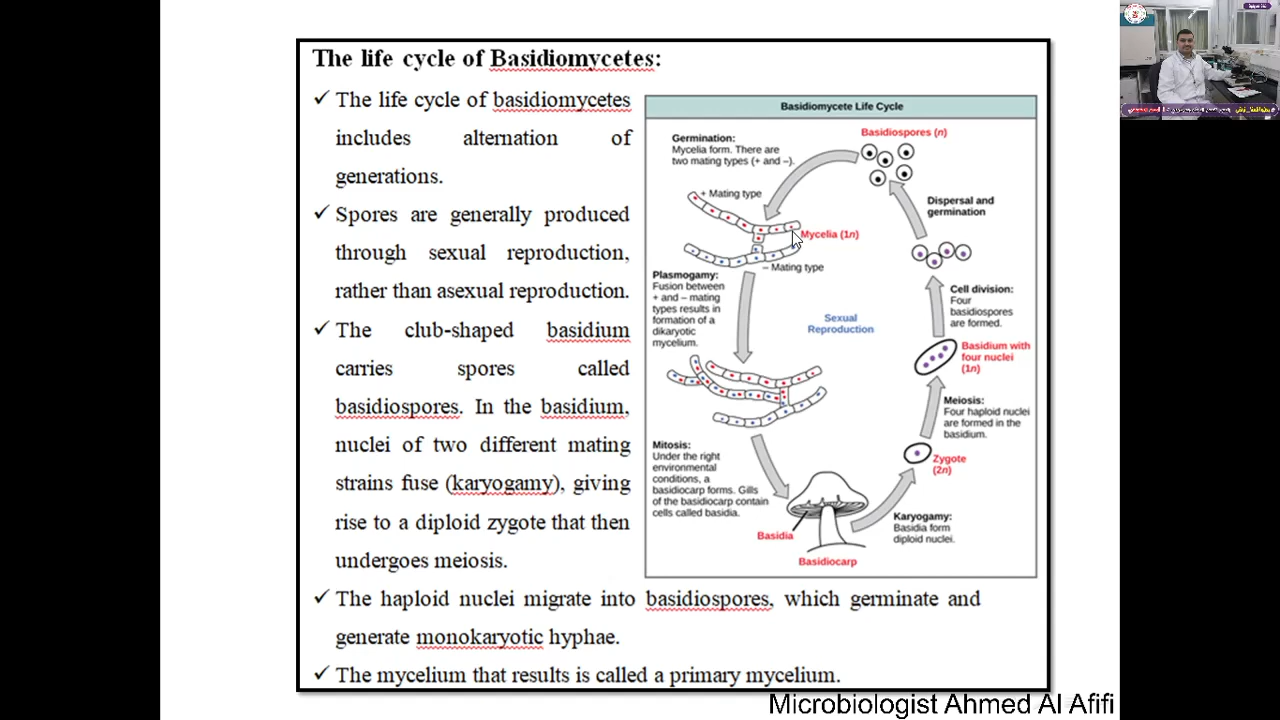 The life cycle of Basidiomycetes:
✓ The life cycle of basidiomycetes
includes alternation of
generations.
✓ Spores are generally produced
through sexual reproduction,
rather than asexual reproduction.
✓ The club-shaped basidium
carries spores called
basidiospores. In the basidium,
nuclei of two different mating
strains fuse (karyogamy), giving
rise to a diploid zygote that then
undergoes meiosis.
✓ The haploid nuclei migrate into basidiospores, which germinate and
generate monokaryotic hyphae.
✓ The mycelium that results is called a primary mycelium.
Basidiomycete Life Cycle
Basidiospores (n)
Germination:
Mycelia form. There are
two mating types (+ and –).
+ Mating type
Mycelia (1n)
– Mating type
Plasmogamy:
Fusion between
+ and – mating
types results in
formation of a
dikaryotic
mycelium.
Sexual
Reproduction
Mitosis:
Under the right
environmental
conditions, a
basidiocarp forms. Gills
of the basidiocarp contain
cells called basidia.
Basidia
Basidiocarp
Karyogamy:
Basidia form
diploid nuclei.
Zygote
(2n)
Meiosis:
Four haploid nuclei
are formed in the
basidium.
Basidium with
four nuclei
(1n)
Cell division:
Four
basidiospores
are formed.
Dispersal and
germination
Microbiologist Ahmed Al Afifi